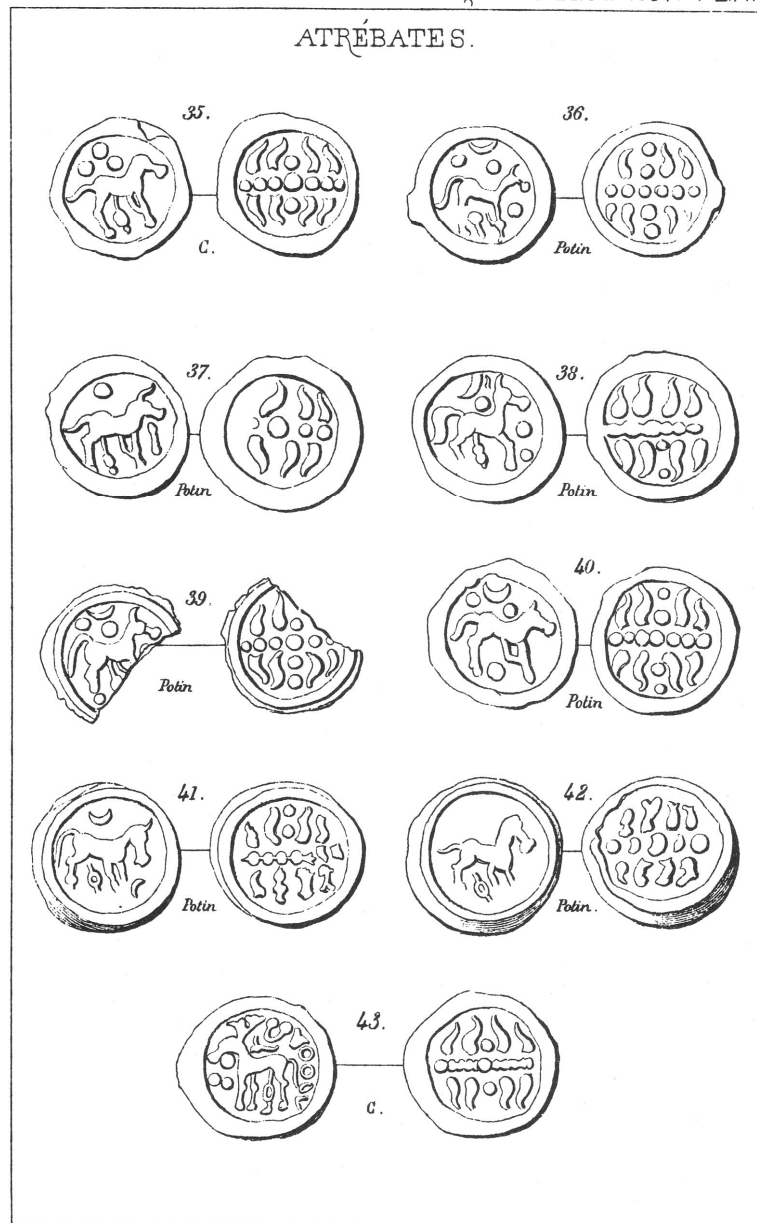 ATRÉBATES.
35.
C.
36.
Potin
37.
Potin
38.
Potin
39.
Potin
40.
Potin
41.
Potin
42.
Potin.
43.
C.